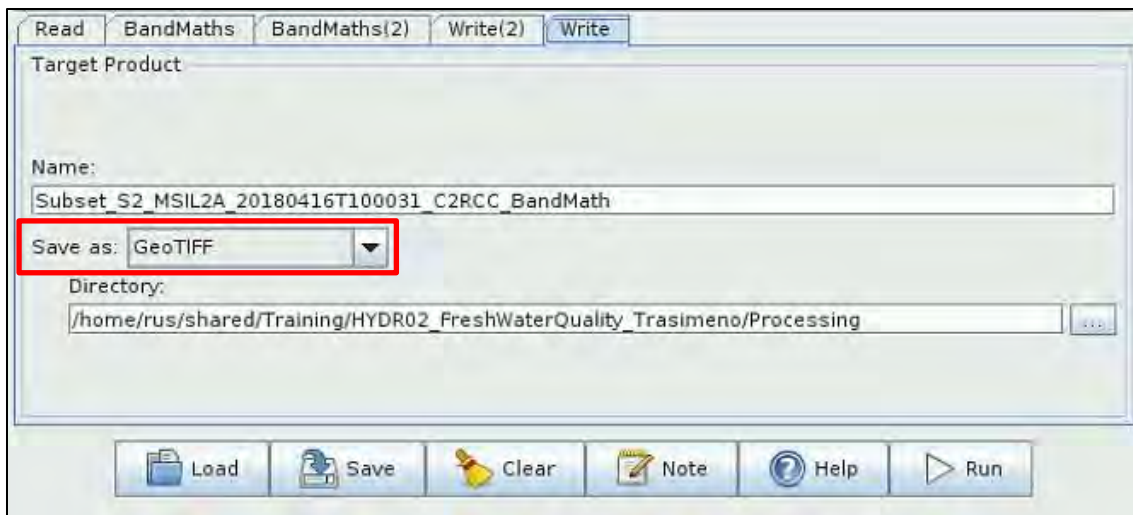 Read BandMaths BandMaths(2) Write(2) Write
Target Product
Name:
Subset_S2_MSIL2A_20180416T100031_C2RCC_BandMath
Save as: GeoTIFF
Directory:
/home/rus/shared/Training/HYDR02_FreshWaterQuality_Trasimeno/Processing ...
Load Save Clear Note Help Run